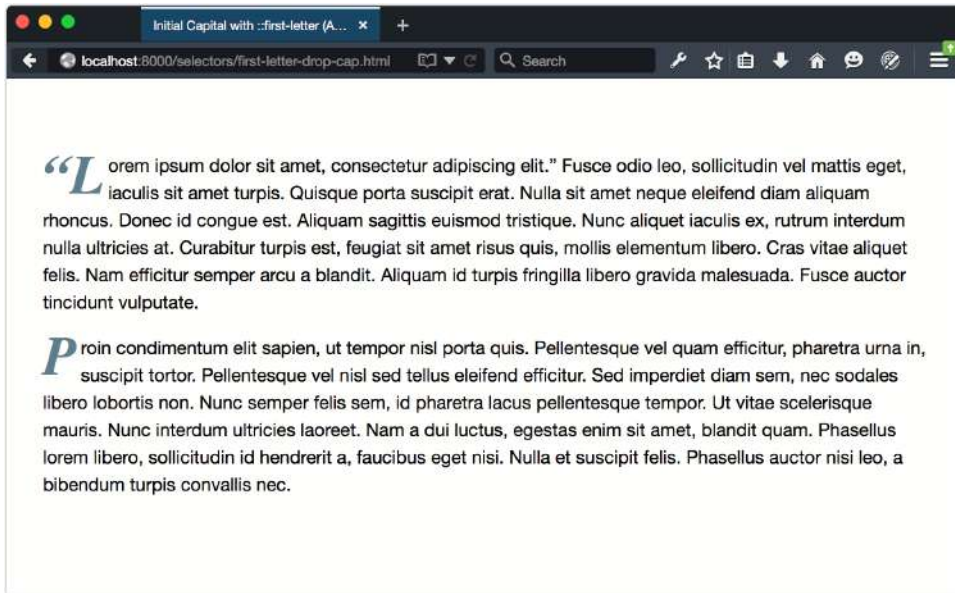 Initial Capital with ::first-letter (A...
localhost:8000/selectors/first-letter-drop-cap.html
Search
“Lorem ipsum dolor sit amet, consectetur adipiscing elit.” Fusce odio leo, sollicitudin vel mattis eget,
iaculis sit amet turpis. Quisque porta suscipit erat. Nulla sit amet neque eleifend diam aliquam
rhoncus. Donec id congue est. Aliquam sagittis euismod tristique. Nunc aliquet iaculis ex, rutrum interdum
nulla ultricies at. Curabitur turpis est, feugiat sit amet risus quis, mollis elementum libero. Cras vitae aliquet
felis. Nam efficitur semper arcu a blandit. Aliquam id turpis fringilla libero gravida malesuada. Fusce auctor
tincidunt vulputate.
Proin condimentum elit sapien, ut tempor nisl porta quis. Pellentesque vel quam efficitur, pharetra urna in,
suscipit tortor. Pellentesque vel nisl sed tellus eleifend efficitur. Sed imperdiet diam sem, nec sodales
libero lobortis non. Nunc semper felis sem, id pharetra lacus pellentesque tempor. Ut vitae scelerisque
mauris. Nunc interdum ultricies laoreet. Nam a dui luctus, egestas enim sit amet, blandit quam. Phasellus
lorem libero, sollicitudin id hendrerit a, faucibus eget nisi. Nulla et suscipit felis. Phasellus auctor nisi leo, a
bibendum turpis convallis nec.